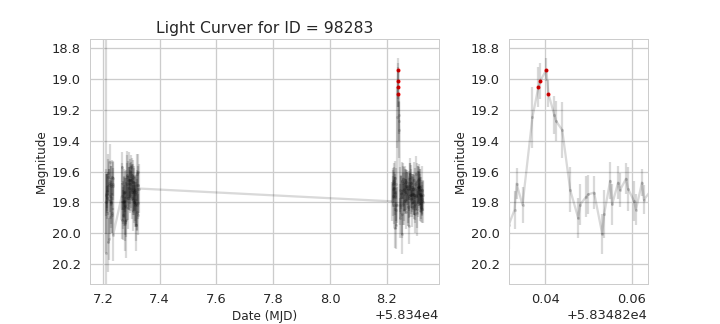 Light Curver for ID = 98283
Magnitude
18.8
19.0
19.2
19.4
19.6
19.8
20.0
20.2
7.2 7.4 7.6 7.8 8.0 8.2
Date (MJD)
+5.834e4
Magnitude
18.8
19.0
19.2
19.4
19.6
19.8
20.0
20.2
0.04 0.06
+5.83482e4